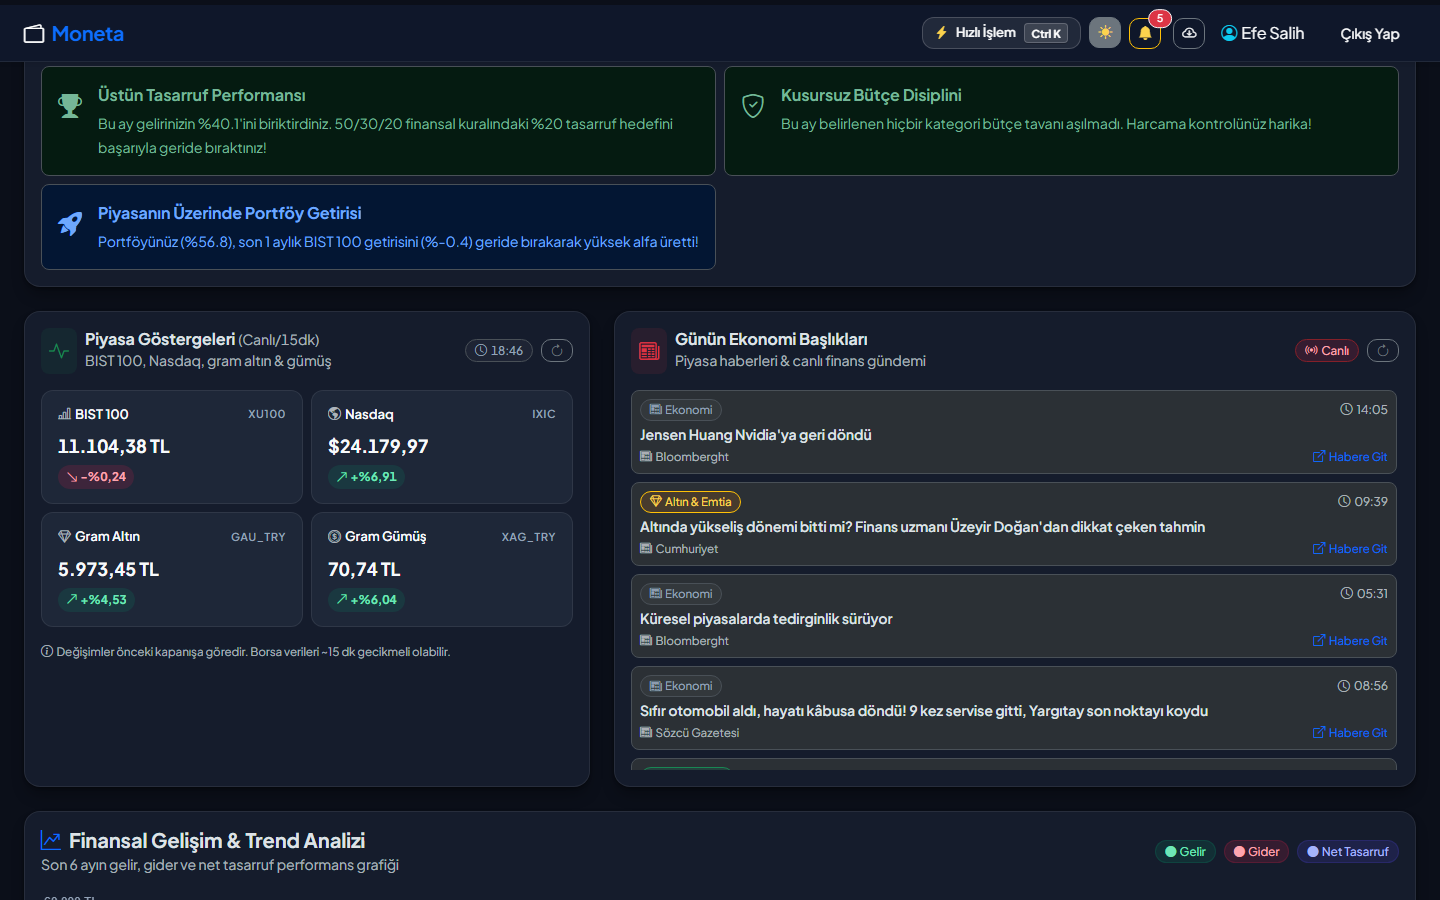 Moneta
Hızlı İşlem Ctrl K
5
Efe Salih
Çıkış Yap
Üstün Tasarruf Performansı
Bu ay gelirinizin %40.1'ini biriktirdiniz. 50/30/20 finansal kuralındaki %20 tasarruf hedefini
başarıyla geride bıraktınız!
Kusursuz Bütçe Disiplini
Bu ay belirlenen hiçbir kategori bütçe tavanı aşılmadı. Harcama kontrolünüz harika!
Piyasanın Üzerinde Portföy Getirisi
Portföyünüz (%56.8), son 1 aylık BIST 100 getirisini (%-0.4) geride bırakarak yüksek alfa üretti!
Piyasa Göstergeleri (Canlı/15dk)
BIST 100, Nasdaq, gram altın & gümüş
18:46
BIST 100 XU100
11.104,38 TL
-%0,24
Nasdaq IXIC
$24.179,97
+%6,91
Gram Altın GAU_TRY
5.973,45 TL
+%4,53
Gram Gümüş XAG_TRY
70,74 TL
+%6,04
Değişimler önceki kapanışa göredir. Borsa verileri ~15 dk gecikmeli olabilir.
Günün Ekonomi Başlıkları
Piyasa haberleri & canlı finans gündemi
Canlı
Ekonomi 14:05
Jensen Huang Nvidia'ya geri döndü
Bloomberght Habere Git
Altın & Emtia 09:39
Altında yükseliş dönemi bitti mi? Finans uzmanı Üzeyir Doğan'dan dikkat çeken tahmin
Cumhuriyet Habere Git
Ekonomi 05:31
Küresel piyasalarda tedirginlik sürüyor
Bloomberght Habere Git
Ekonomi 08:56
Sıfır otomobil aldı, hayatı kâbusa döndü! 9 kez servise gitti, Yargıtay son noktayı koydu
Sözcü Gazetesi Habere Git
Finansal Gelişim & Trend Analizi
Son 6 ayın gelir, gider ve net tasarruf performans grafiği
Gelir Gider Net Tasarruf